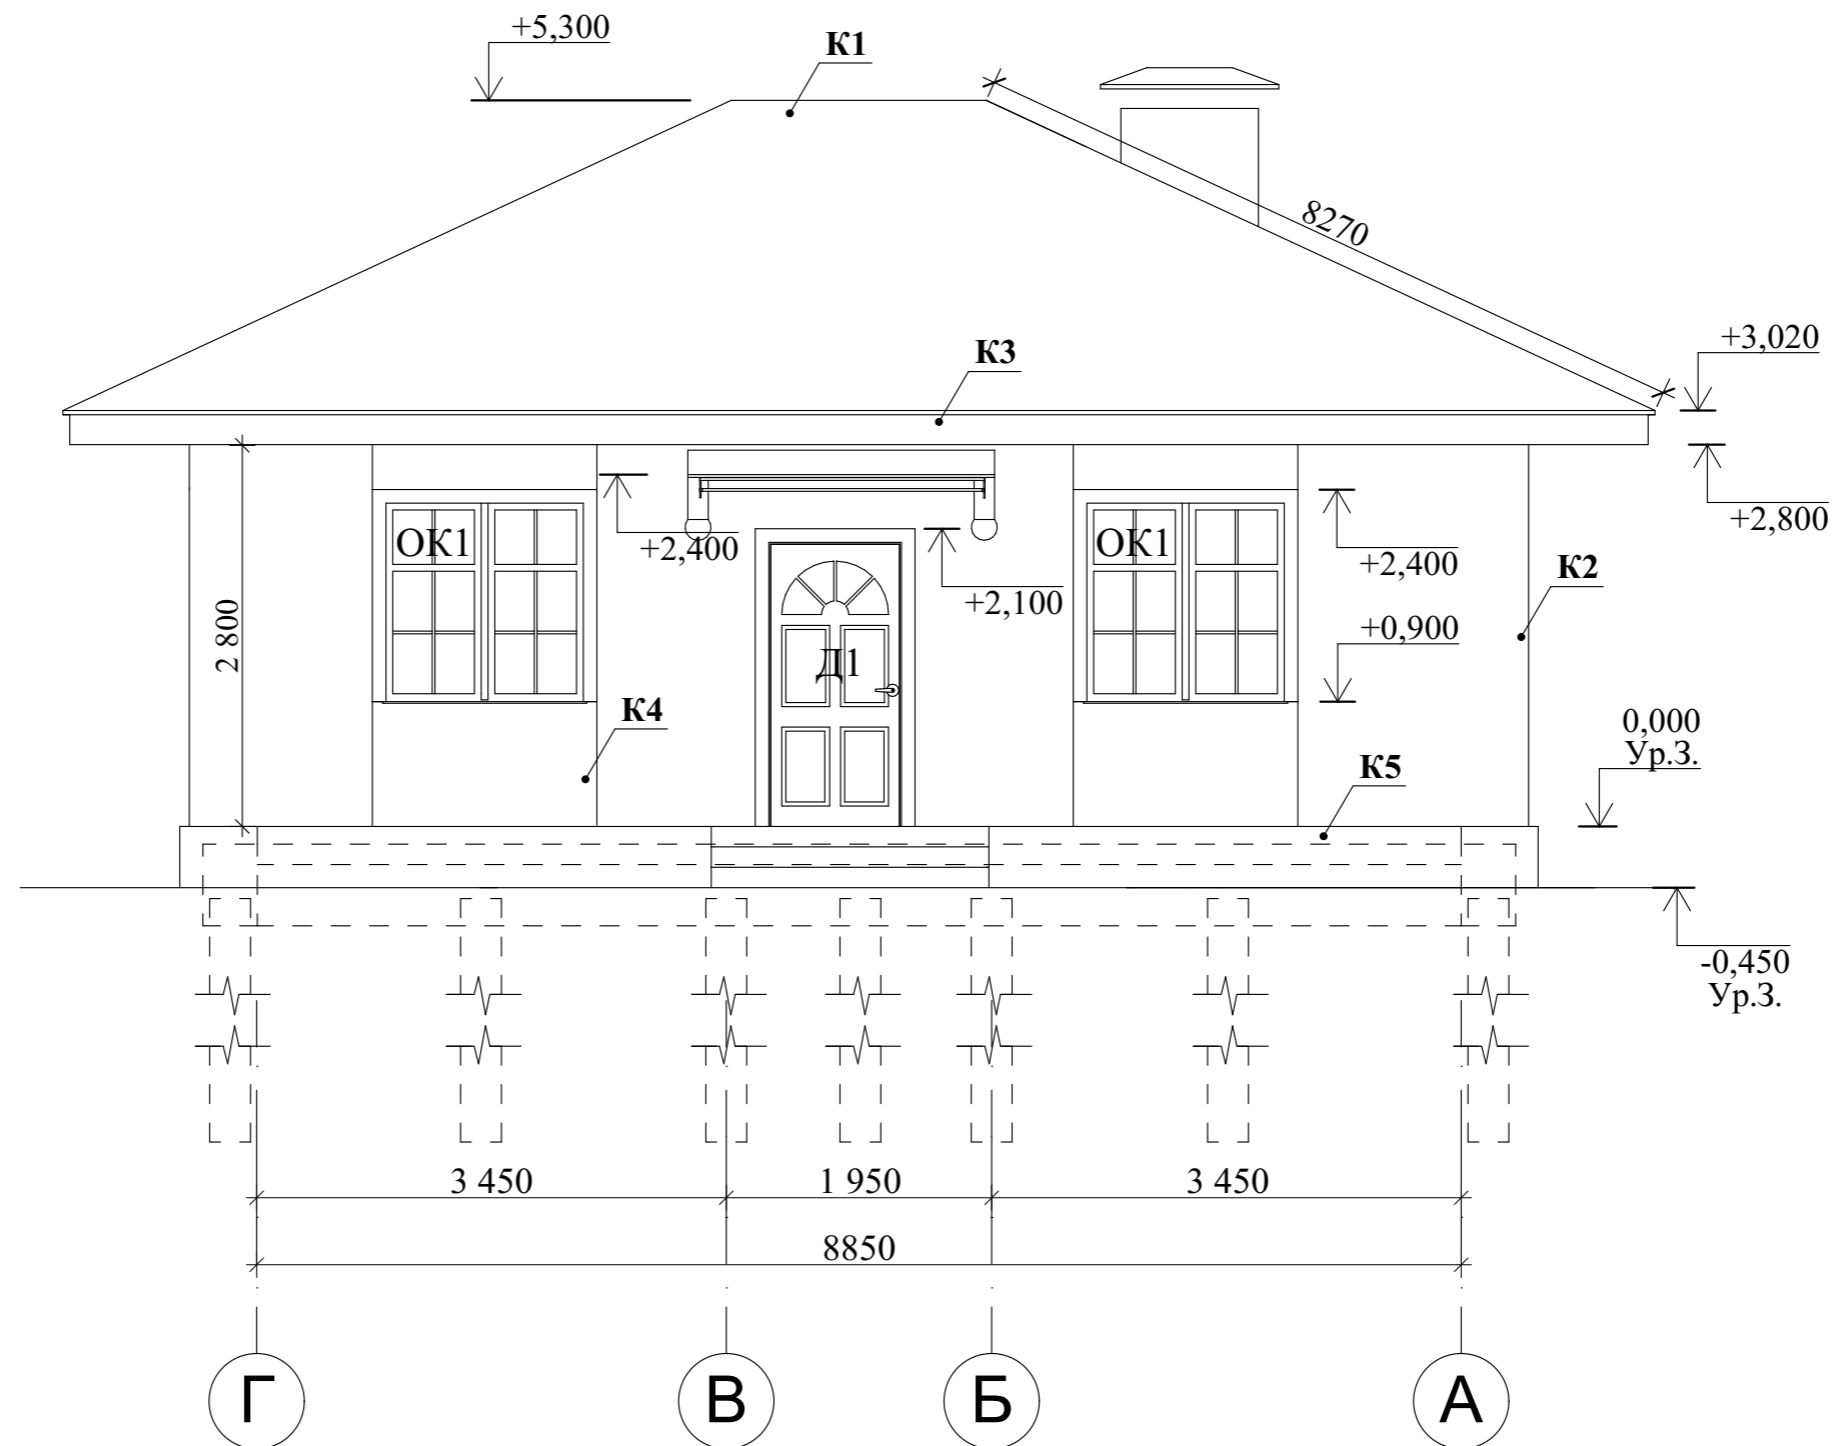 +5,300
К1
8270
+3,020
К3
+2,800
ОК1
+2,400
ОК1
+2,400
К2
+2,100
2 800
+0,900
Д1
К4
0,000
Ур.З.
К5
-0,450
Ур.З.
3 450
1 950
3 450
8850
Г
В
Б
А